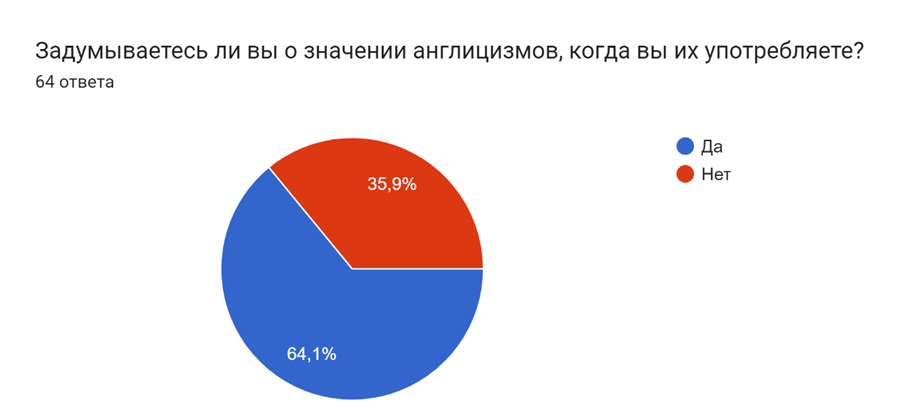 Задумываетесь ли вы о значении англицизмов, когда вы их употребляете?
64 ответа
Да
Нет
35,9%
64,1%